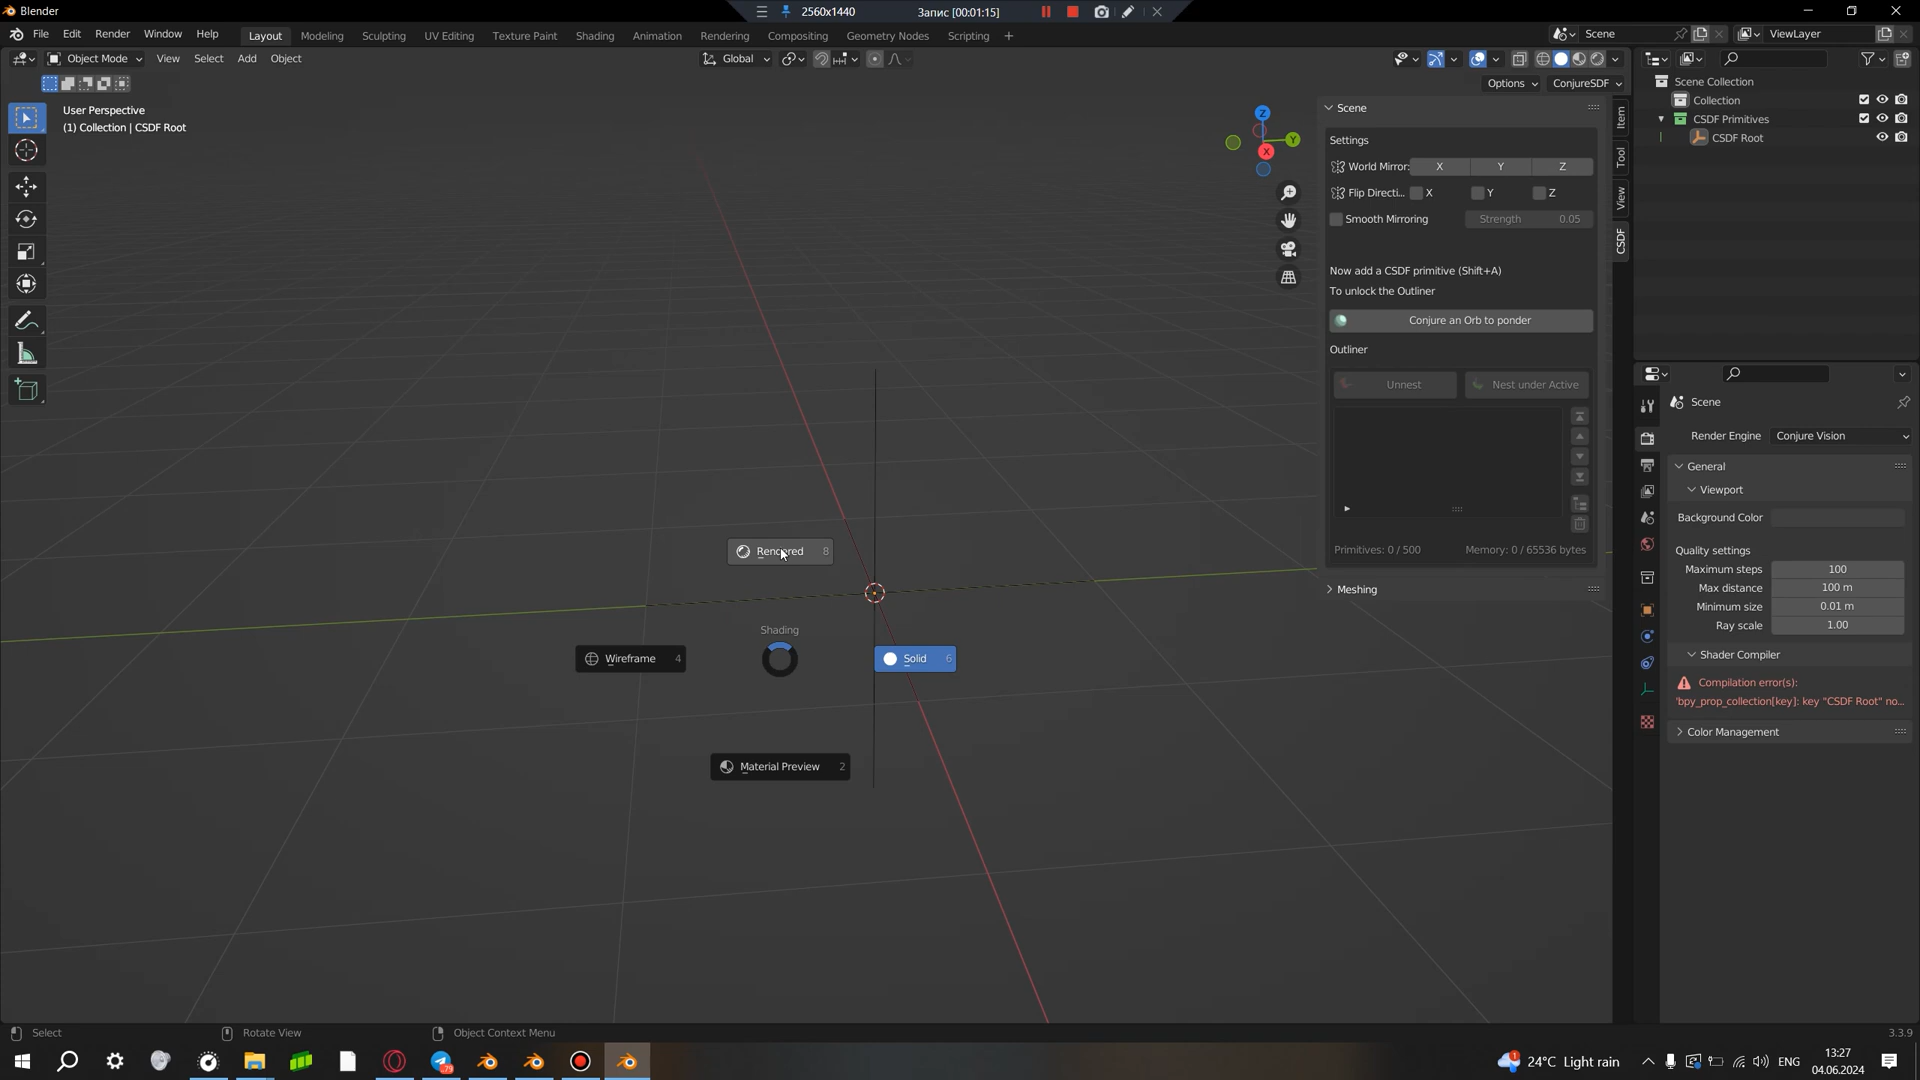 Blender
2560x1440
Запис [00:01:15]
File Edit Render Window Help
Layout Modeling Sculpting UV Editing Texture Paint Shading Animation Rendering Compositing Geometry Nodes Scripting
Scene
ViewLayer
Object Mode View Select Add Object
Global
Options ConjureSDF
User Perspective
(1) Collection | CSDF Root
Z
Y
X
Scene
Settings
World Mirror: X Y Z
Flip Directi... X Y Z
Smooth Mirroring Strength 0.05
Now add a CSDF primitive (Shift+A)
To unlock the Outliner
Conjure an Orb to ponder
Outliner
Unnest Nest under Active
Primitives: 0 / 500 Memory: 0 / 65536 bytes
Meshing
Item
Tool
View
CSDF
Scene Collection
Collection
CSDF Primitives
CSDF Root
Scene
Render Engine Conjure Vision
General
Viewport
Background Color
Quality settings
Maximum steps 100
Max distance 100 m
Minimum size 0.01 m
Ray scale 1.00
Shader Compiler
Compilation error(s):
'bpy_prop_collection[key]: key "CSDF Root" no...
Color Management
Rendered 8
Shading
Wireframe 4
Solid 6
Material Preview 2
Select Rotate View Object Context Menu
3.3.9
24°C Light rain
ENG
13:27
04.06.2024